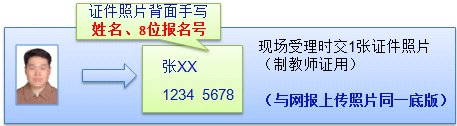 证件照片背面手写
姓名、8位报名号
张XX
1234 5678
现场受理时交1张证件照片
（制教师证用）
（与网报上传照片同一底版）